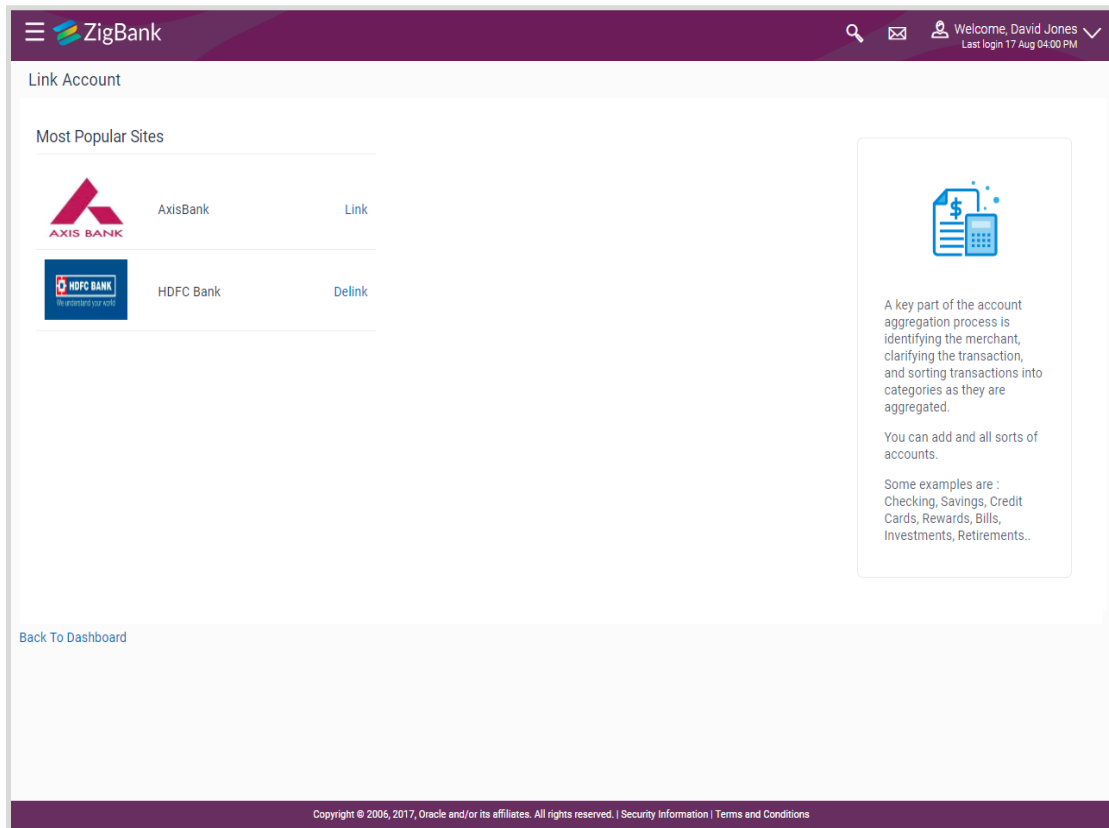 ZigBank
Welcome, David Jones
Last login 17 Aug 04:00 PM
Link Account
Most Popular Sites
AXIS BANK
AxisBank
Link
HDFC BANK
We understand your world
HDFC Bank
Delink
$
A key part of the account
aggregation process is
identifying the merchant,
clarifying the transaction,
and sorting transactions into
categories as they are
aggregated.
You can add and all sorts of
accounts.
Some examples are :
Checking, Savings, Credit
Cards, Rewards, Bills,
Investments, Retirements..
Back To Dashboard
Copyright © 2006, 2017, Oracle and/or its affiliates. All rights reserved. | Security Information | Terms and Conditions